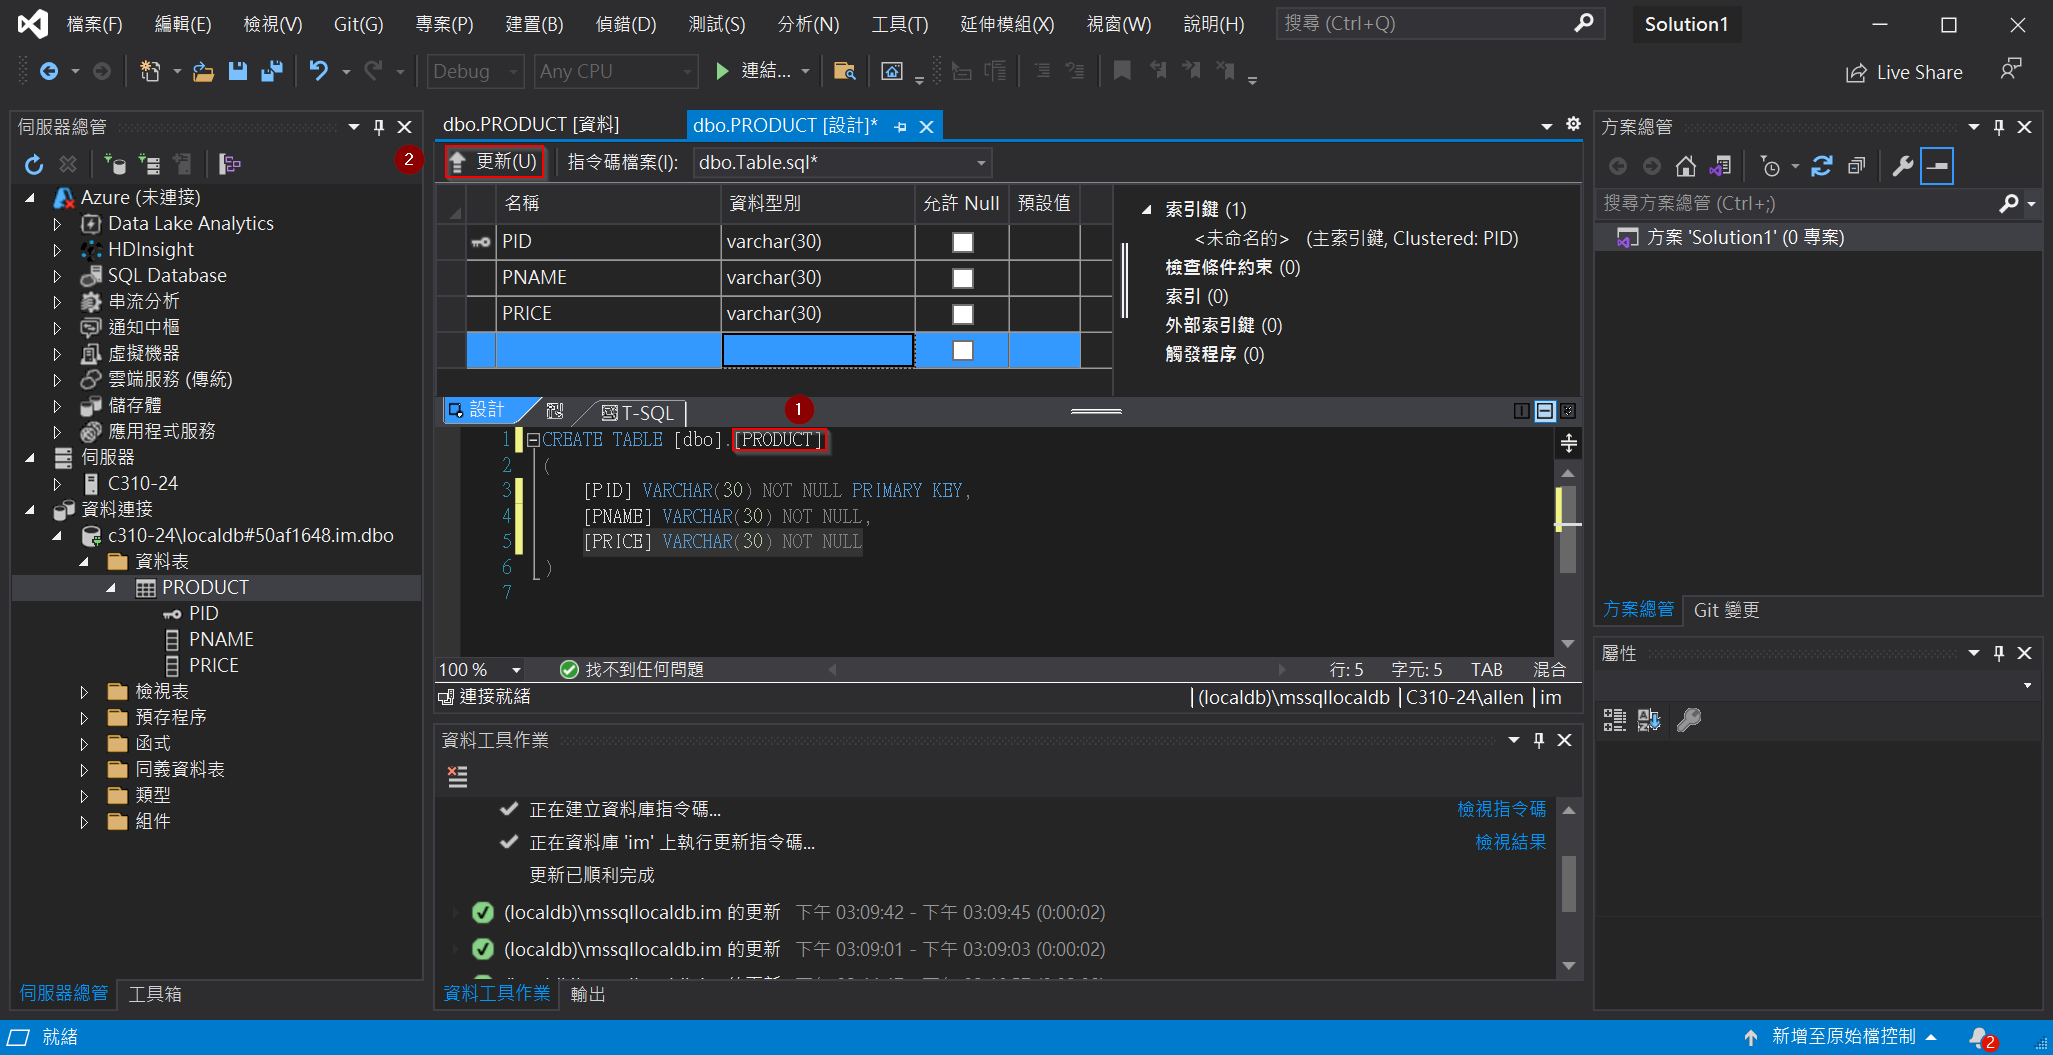 檔案(F) 編輯(E) 檢視(V) Git(G) 專案(P) 建置(B) 偵錯(D) 測試(S) 分析(N) 工具(T) 延伸模組(X) 視窗(W) 說明(H) 搜尋 (Ctrl+Q) Solution1
Debug Any CPU 連結... Live Share
伺服器總管
2
Azure (未連接)
Data Lake Analytics
HDInsight
SQL Database
串流分析
通知中樞
虛擬機器
雲端服務 (傳統)
儲存體
應用程式服務
伺服器
C310-24
資料連接
c310-24\localdb#50af1648.im.dbo
資料表
PRODUCT
PID
PNAME
PRICE
檢視表
預存程序
函式
同義資料表
類型
組件
伺服器總管 工具箱
dbo.PRODUCT [資料] dbo.PRODUCT [設計]*
更新(U) 指令碼檔案(I): dbo.Table.sql*
名稱 資料型別 允許 Null 預設值
PID varchar(30)
PNAME varchar(30)
PRICE varchar(30)
索引鍵 (1)
<未命名的> (主索引鍵, Clustered: PID)
檢查條件約束 (0)
索引 (0)
外部索引鍵 (0)
觸發程序 (0)
設計 T-SQL 1
1 CREATE TABLE [dbo].[PRODUCT]
2 (
3 [PID] VARCHAR(30) NOT NULL PRIMARY KEY,
4 [PNAME] VARCHAR(30) NOT NULL,
5 [PRICE] VARCHAR(30) NOT NULL
6 )
7
100 % 找不到任何問題 行: 5 字元: 5 TAB 混合
連接就緒 |(localdb)\mssqllocaldb |C310-24\allen |im
資料工具作業
正在建立資料庫指令碼... 檢視指令碼
正在資料庫 'im' 上執行更新指令碼... 檢視結果
更新已順利完成
(localdb)\mssqllocaldb.im 的更新 下午 03:09:42 - 下午 03:09:45 (0:00:02)
(localdb)\mssqllocaldb.im 的更新 下午 03:09:01 - 下午 03:09:03 (0:00:02)
資料工具作業 輸出
方案總管
搜尋方案總管 (Ctrl+;)
方案 'Solution1' (0 專案)
方案總管 Git 變更
屬性
就緒 新增至原始檔控制 2